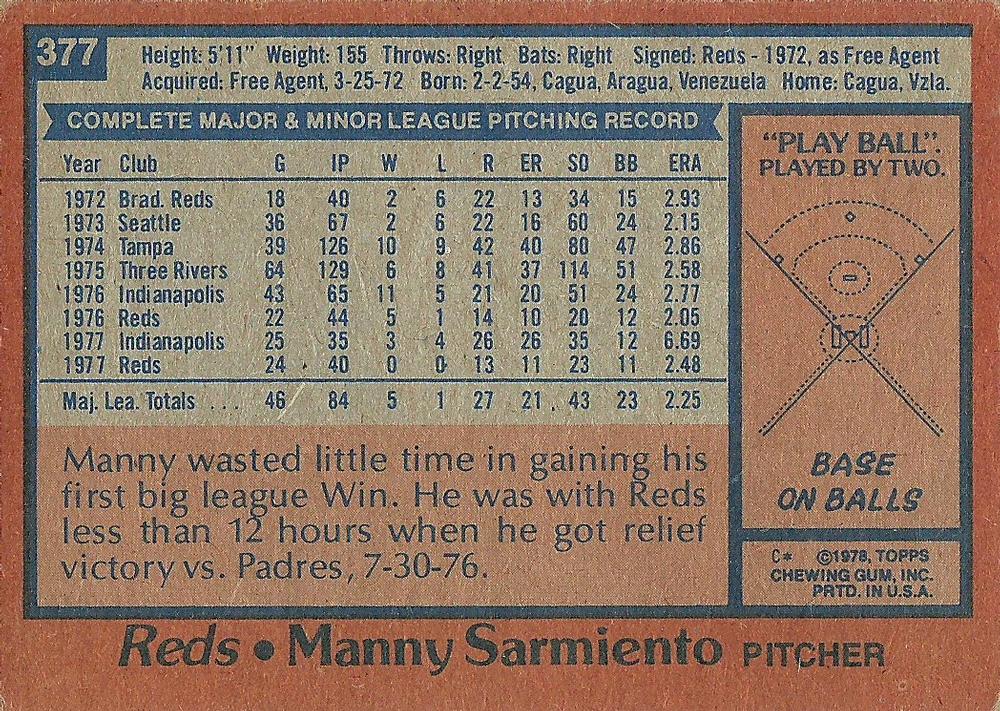 377
Height: 5'11" Weight: 155 Throws: Right Bats: Right Signed: Reds - 1972, as Free Agent
Acquired: Free Agent, 3-25-72 Born: 2-2-54, Cagua, Aragua, Venezuela Home: Cagua, Vzla.
COMPLETE MAJOR & MINOR LEAGUE PITCHING RECORD
Year Club G IP W L R ER SO BB ERA
1972 Brad. Reds 18 40 2 6 22 13 34 15 2.93
1973 Seattle 36 67 2 6 22 16 60 24 2.15
1974 Tampa 39 126 10 9 42 40 80 47 2.86
1975 Three Rivers 64 129 6 8 41 37 114 51 2.58
1976 Indianapolis 43 65 11 5 21 20 51 24 2.77
1976 Reds 22 44 5 1 14 10 20 12 2.05
1977 Indianapolis 25 35 3 4 26 26 35 12 6.69
1977 Reds 24 40 0 0 13 11 23 11 2.48
Maj. Lea. Totals ... 46 84 5 1 27 21 43 23 2.25
Manny wasted little time in gaining his
first big league Win. He was with Reds
less than 12 hours when he got relief
victory vs. Padres, 7-30-76.
"PLAY BALL".
PLAYED BY TWO.
BASE
ON BALLS
C* ©1978, TOPPS
CHEWING GUM, INC.
PRTD. IN U.S.A.
Reds • Manny Sarmiento PITCHER